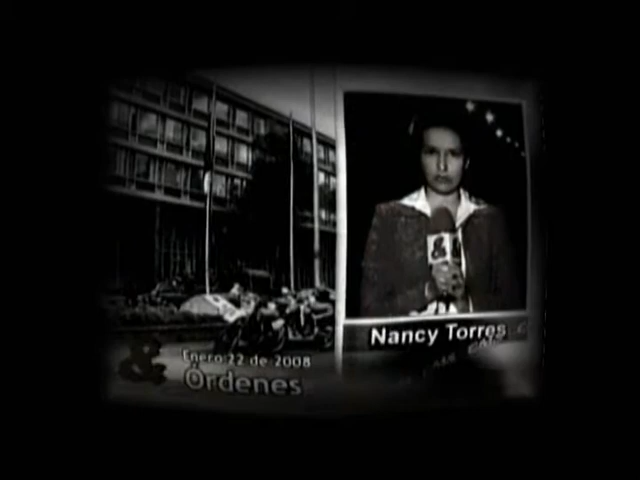 &
Nancy Torres
Enero 22 de 2008
&
Órdenes